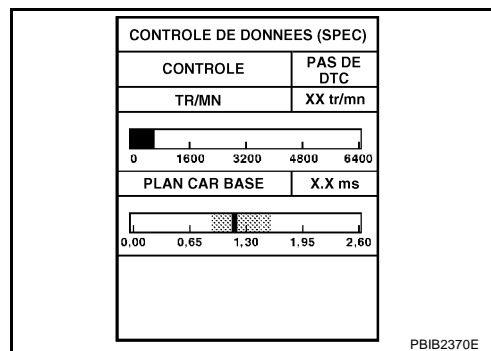 CONTROLE DE DONNEES (SPEC)
CONTROLE
PAS DE
DTC
TR/MN
XX tr/mn
0 1600 3200 4800 6400
PLAN CAR BASE
X.X ms
0,00 0,65 1,30 1,95 2,60
PBIB2370E